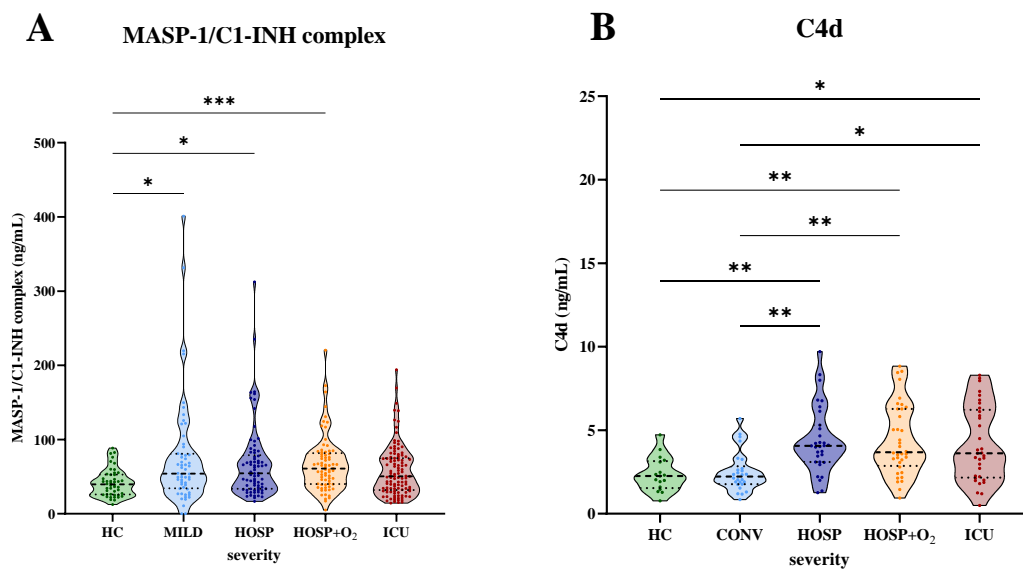 A
MASP-1/C1-INH complex
***
*
*
MASP-1/C1-INH complex (ng/mL)
500
400
300
200
100
0
HC MILD HOSP HOSP+O₂ ICU
severity
B
C4d
*
*
**
**
**
**
C4d (ng/mL)
25
20
15
10
5
0
HC CONV HOSP HOSP+O₂ ICU
severity